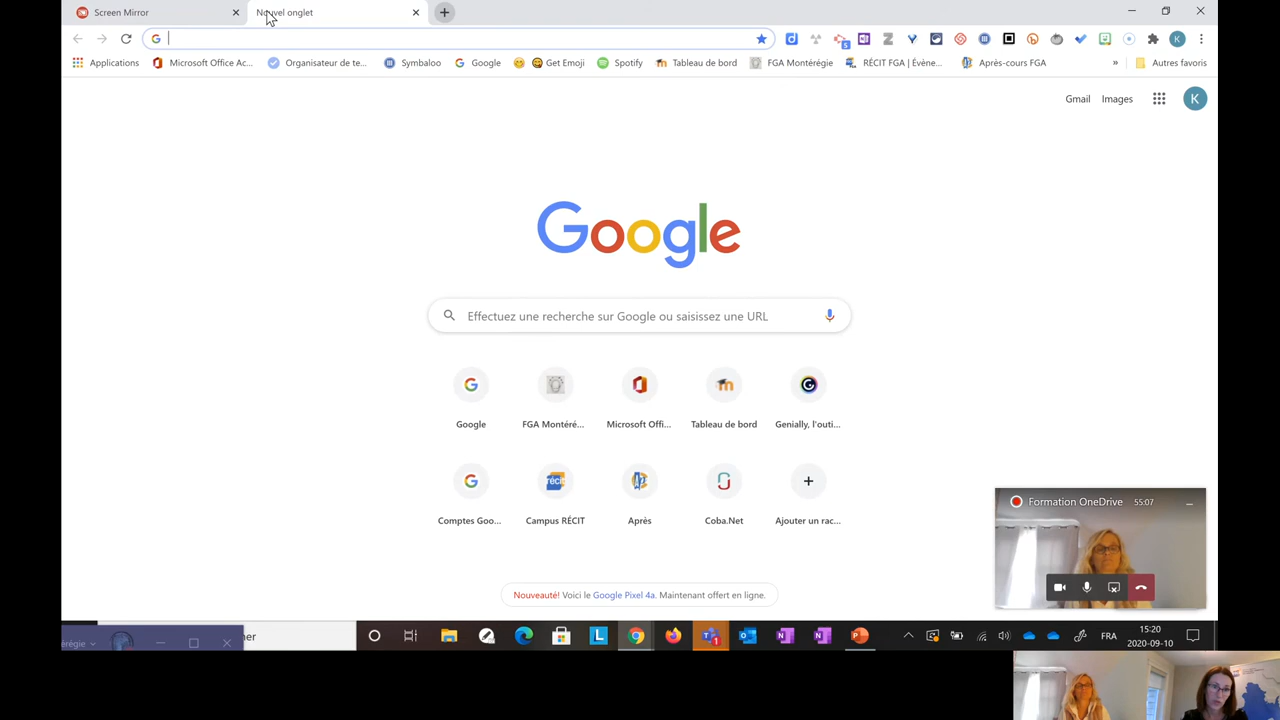 Screen Mirror
Nouvel onglet
Applications
Microsoft Office Ac...
Organisateur de te...
Symbaloo
Google
Get Emoji
Spotify
Tableau de bord
FGA Montérégie
RÉCIT FGA | Évène...
Après-cours FGA
»
Autres favoris
Gmail
Images
K
Google
Effectuez une recherche sur Google ou saisissez une URL
Google
FGA Montéré...
Microsoft Offi...
Tableau de bord
Genially, l'outi...
Comptes Goo...
Campus RÉCIT
Après
Coba.Net
Ajouter un rac...
Formation OneDrive
55:07
Nouveauté! Voici le Google Pixel 4a. Maintenant offert en ligne.
érégie
her
FRA
15:20
2020-09-10